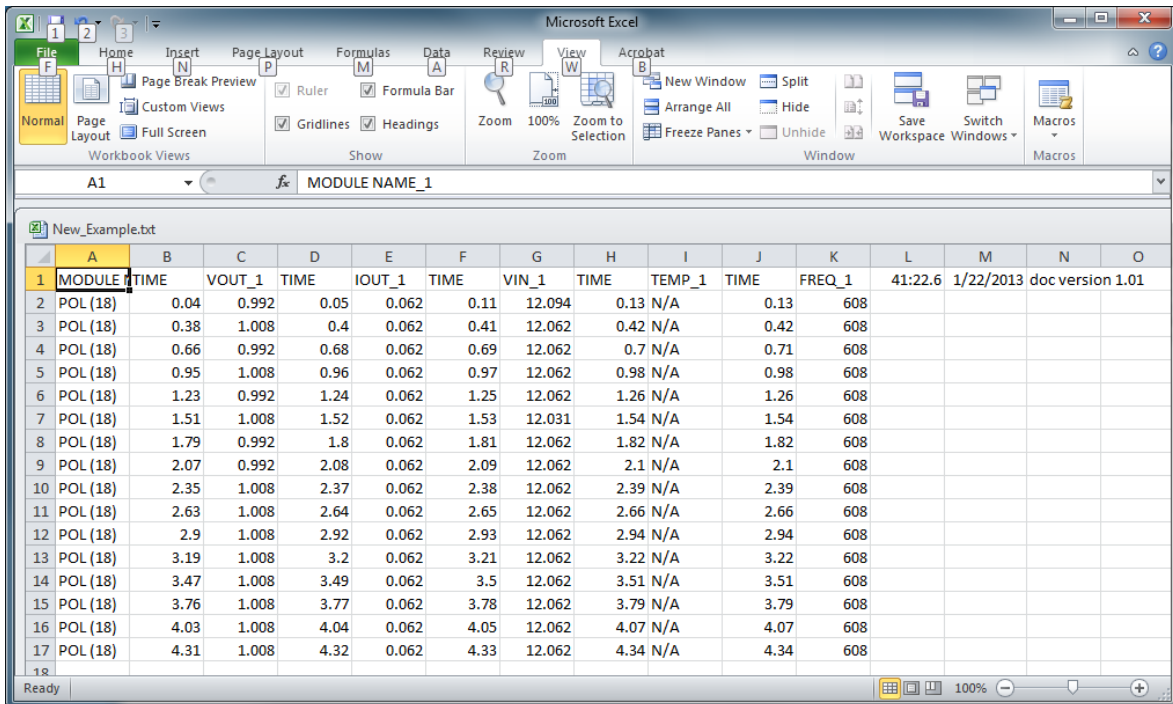 Microsoft Excel
1 2 3
File Home Insert Page Layout Formulas Data Review View Acrobat
F H N P M A R W B
Page Break Preview Ruler Formula Bar New Window Split
Custom Views Arrange All Hide
Normal Page Layout Full Screen Gridlines Headings Zoom 100% Zoom to Selection Freeze Panes Unhide Save Workspace Switch Windows Macros
Workbook Views Show Zoom Window Macros
A1 fx MODULE NAME_1
New_Example.txt
A B C D E F G H I J K L M N O
1 MODULE N TIME VOUT_1 TIME IOUT_1 TIME VIN_1 TIME TEMP_1 TIME FREQ_1 41:22.6 1/22/2013 doc version 1.01
2 POL (18) 0.04 0.992 0.05 0.062 0.11 12.094 0.13 N/A 0.13 608
3 POL (18) 0.38 1.008 0.4 0.062 0.41 12.062 0.42 N/A 0.42 608
4 POL (18) 0.66 0.992 0.68 0.062 0.69 12.062 0.7 N/A 0.71 608
5 POL (18) 0.95 1.008 0.96 0.062 0.97 12.062 0.98 N/A 0.98 608
6 POL (18) 1.23 0.992 1.24 0.062 1.25 12.062 1.26 N/A 1.26 608
7 POL (18) 1.51 1.008 1.52 0.062 1.53 12.031 1.54 N/A 1.54 608
8 POL (18) 1.79 0.992 1.8 0.062 1.81 12.062 1.82 N/A 1.82 608
9 POL (18) 2.07 0.992 2.08 0.062 2.09 12.062 2.1 N/A 2.1 608
10 POL (18) 2.35 1.008 2.37 0.062 2.38 12.062 2.39 N/A 2.39 608
11 POL (18) 2.63 1.008 2.64 0.062 2.65 12.062 2.66 N/A 2.66 608
12 POL (18) 2.9 1.008 2.92 0.062 2.93 12.062 2.94 N/A 2.94 608
13 POL (18) 3.19 1.008 3.2 0.062 3.21 12.062 3.22 N/A 3.22 608
14 POL (18) 3.47 1.008 3.49 0.062 3.5 12.062 3.51 N/A 3.51 608
15 POL (18) 3.76 1.008 3.77 0.062 3.78 12.062 3.79 N/A 3.79 608
16 POL (18) 4.03 1.008 4.04 0.062 4.05 12.062 4.07 N/A 4.07 608
17 POL (18) 4.31 1.008 4.32 0.062 4.33 12.062 4.34 N/A 4.34 608
18
Ready 100%